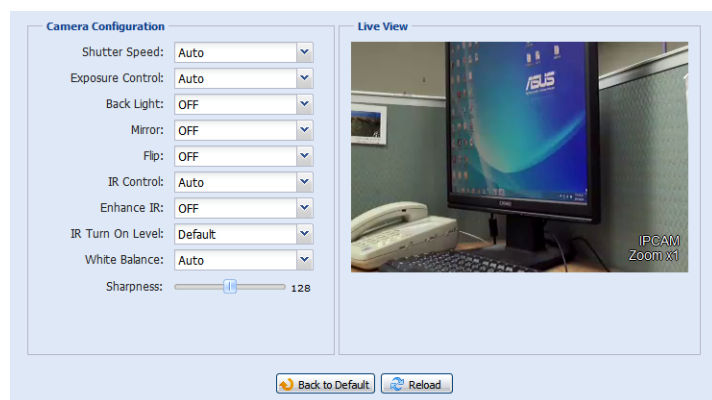 Camera Configuration
Shutter Speed: Auto
Exposure Control: Auto
Back Light: OFF
Mirror: OFF
Flip: OFF
IR Control: Auto
Enhance IR: OFF
IR Turn On Level: Default
White Balance: Auto
Sharpness: 128
Live View
ASUS
IPCAM
Zoom x1
Back to Default
Reload